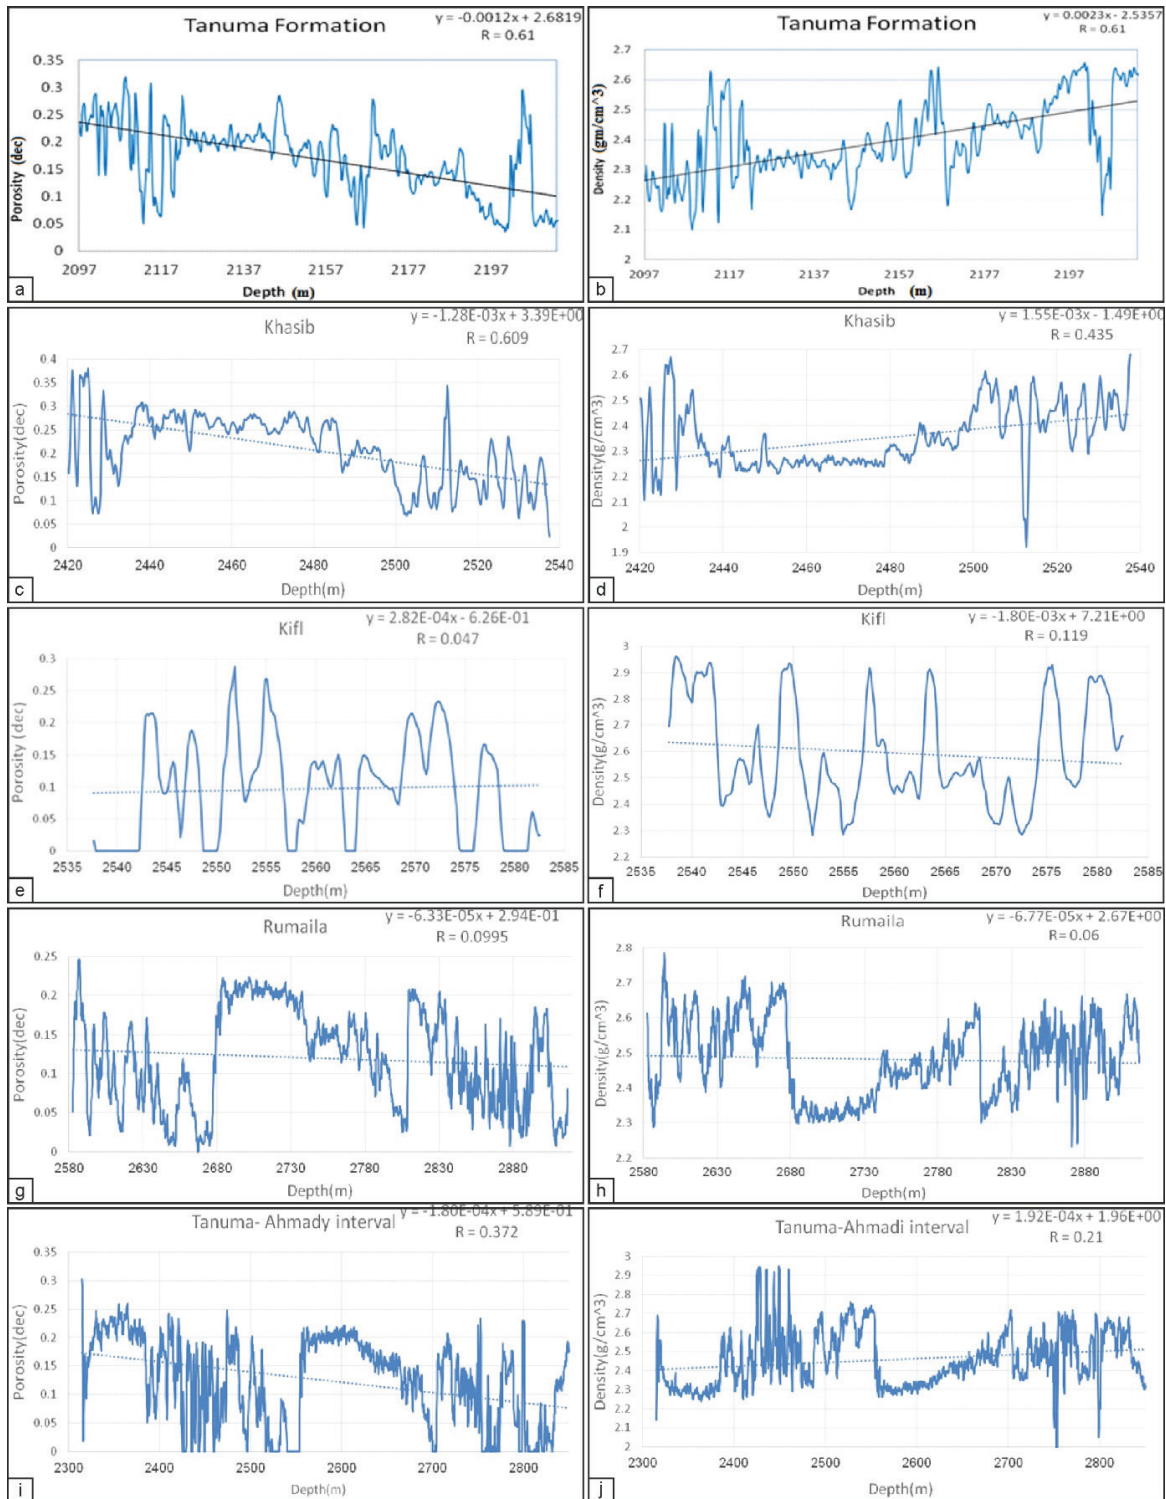 Tanuma Formation
y = -0.0012x + 2.6819
R = 0.61
Porosity (dec)
0.35
0.3
0.25
0.2
0.15
0.1
0.05
0
2097 2117 2137 2157 2177 2197
Depth (m)
a
Tanuma Formation
y = 0.0023x - 2.5357
R = 0.61
Density (gm/cm^3)
2.7
2.6
2.5
2.4
2.3
2.2
2.1
2
2097 2117 2137 2157 2177 2197
Depth (m)
b
Khasib
y = -1.28E-03x + 3.39E+00
R = 0.609
Porosity(dec)
0.4
0.35
0.3
0.25
0.2
0.15
0.1
0.05
0
2420 2440 2460 2480 2500 2520 2540
Depth(m)
c
Khasib
y = 1.55E-03x - 1.49E+00
R = 0.435
Density(g/cm^3)
2.7
2.6
2.5
2.4
2.3
2.2
2.1
2
1.9
2420 2440 2460 2480 2500 2520 2540
Depth(m)
d
Kifl
y = 2.82E-04x - 6.26E-01
R = 0.047
Porosity (dec)
0.3
0.25
0.2
0.15
0.1
0.05
0
2535 2540 2545 2550 2555 2560 2565 2570 2575 2580 2585
Depth(m)
e
Kifl
y = -1.80E-03x + 7.21E+00
R = 0.119
Density(g/cm^3)
3
2.9
2.8
2.7
2.6
2.5
2.4
2.3
2.2
2535 2540 2545 2550 2555 2560 2565 2570 2575 2580 2585
Depth(m)
f
Rumaila
y = -6.33E-05x + 2.94E-01
R = 0.0995
Porosity(dec)
0.25
0.2
0.15
0.1
0.05
0
2580 2630 2680 2730 2780 2830 2880
Depth(m)
g
Rumaila
y = -6.77E-05x + 2.67E+00
R= 0.06
Density(g/cm^3)
2.8
2.7
2.6
2.5
2.4
2.3
2.2
2580 2630 2680 2730 2780 2830 2880
Depth(m)
h
Tanuma- Ahmady interval
y = -1.80E-04x + 5.89E-01
R = 0.372
Porosity(dec)
0.35
0.3
0.25
0.2
0.15
0.1
0.05
0
2300 2400 2500 2600 2700 2800
Depth(m)
i
Tanuma-Ahmadi interval
y = 1.92E-04x + 1.96E+00
R = 0.21
Density(g/cm^3)
3
2.9
2.8
2.7
2.6
2.5
2.4
2.3
2.2
2.1
2
2300 2400 2500 2600 2700 2800
Depth(m)
j